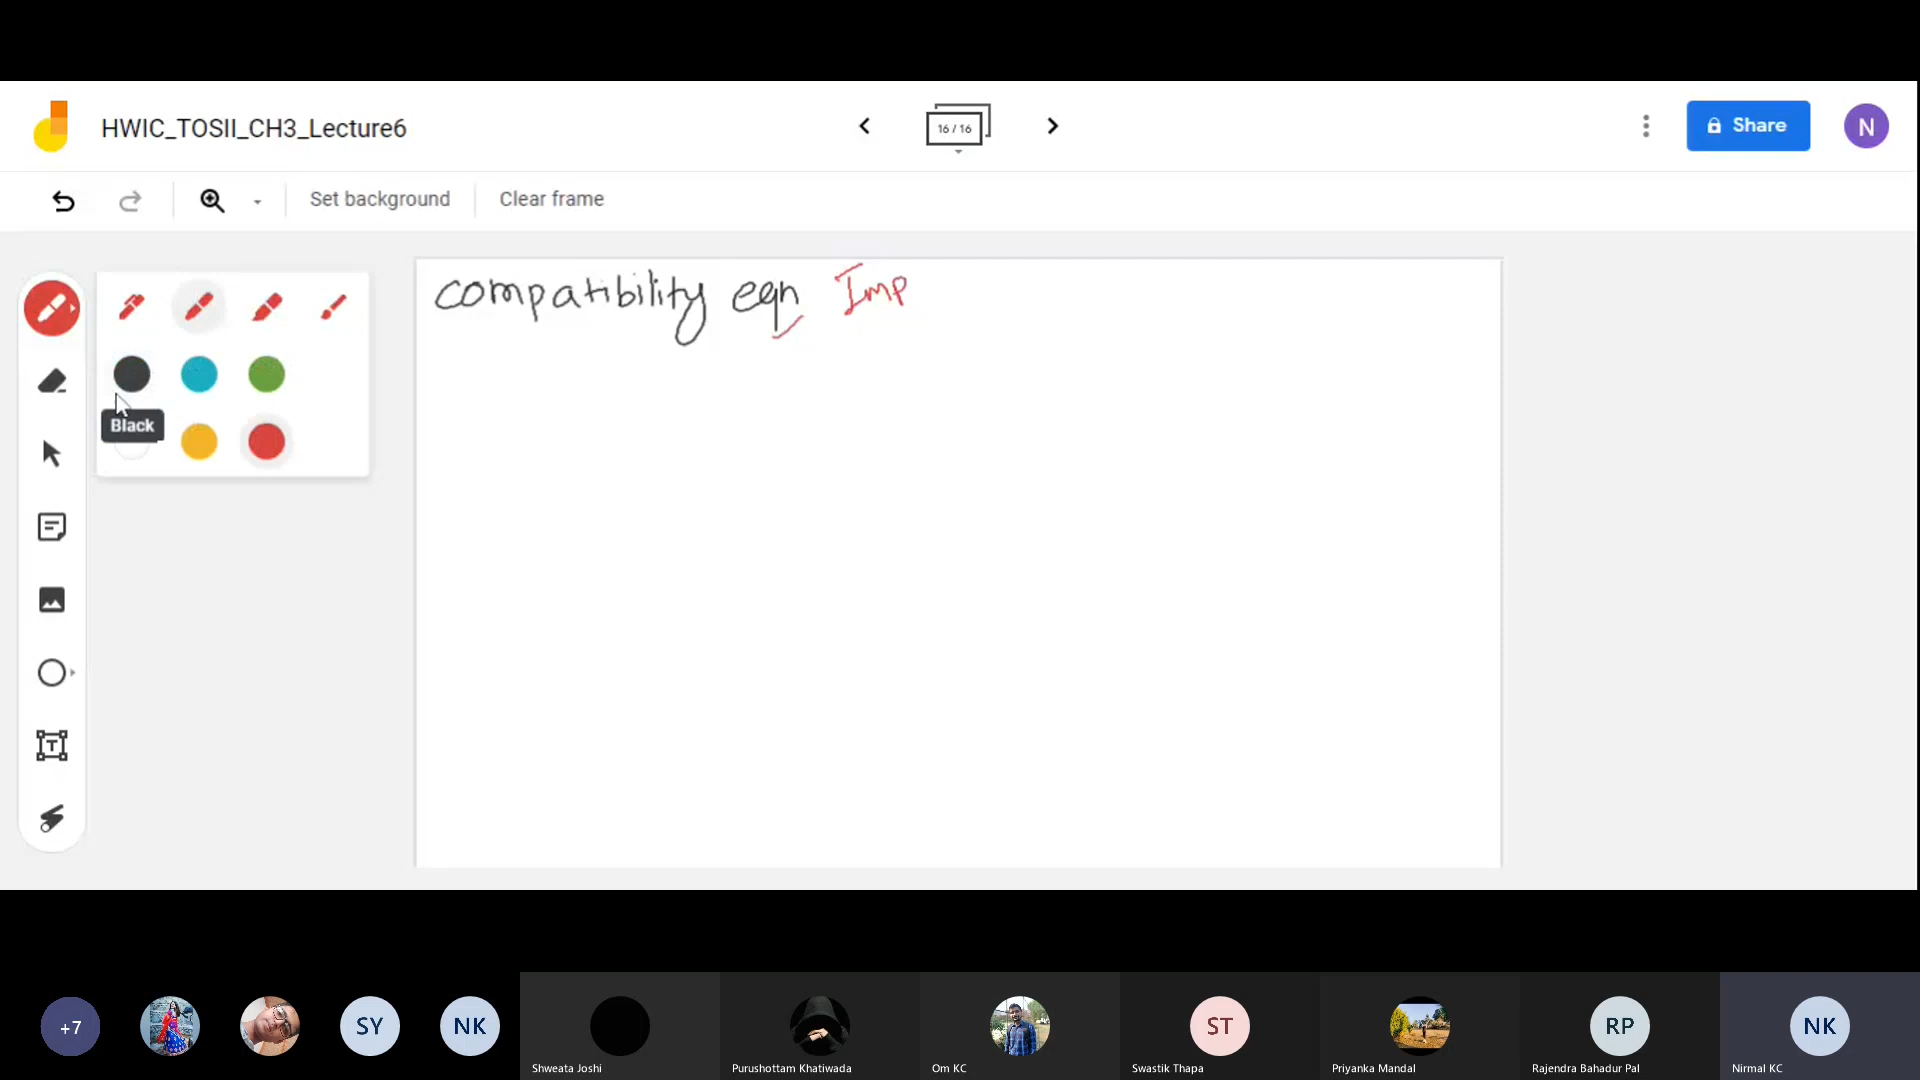 HWIC_TOSII_CH3_Lecture6
16 / 16
Share
N
Set background
Clear frame
compatibility eqn Imp
Black
+7
SY
NK
ST
RP
NK
Shweata Joshi
Purushottam Khatiwada
Om KC
Swastik Thapa
Priyanka Mandal
Rajendra Bahadur Pal
Nirmal KC